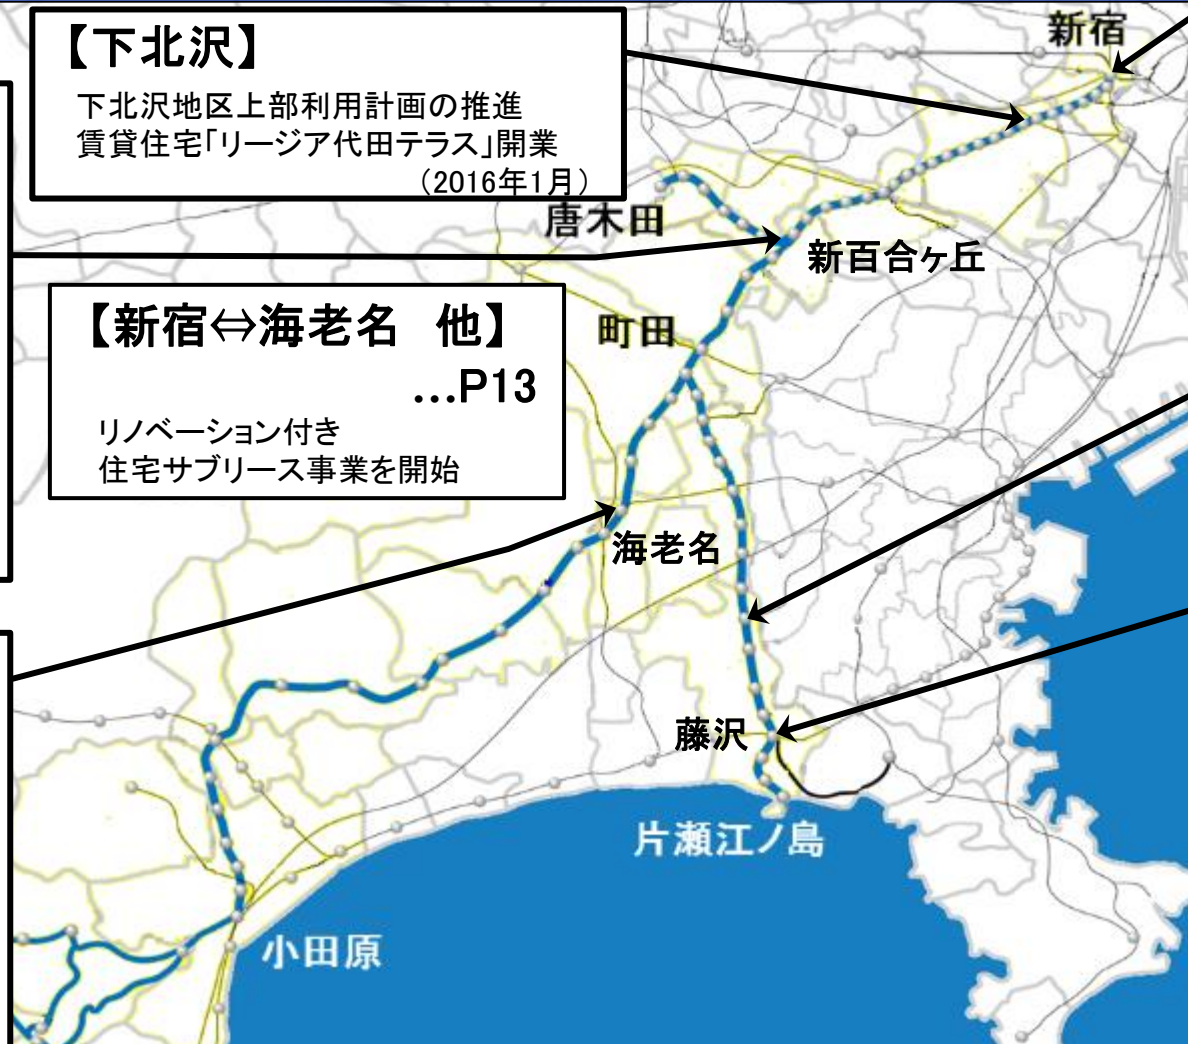 【下北沢】
下北沢地区上部利用計画の推進
賃貸住宅｢リージア代田テラス｣開業
（2016年1月）
新宿
唐木田
新百合ヶ丘
【新宿⇔海老名　他】
…P13
リノベーション付き
住宅サブリース事業を開始
町田
海老名
藤沢
片瀬江ノ島
小田原